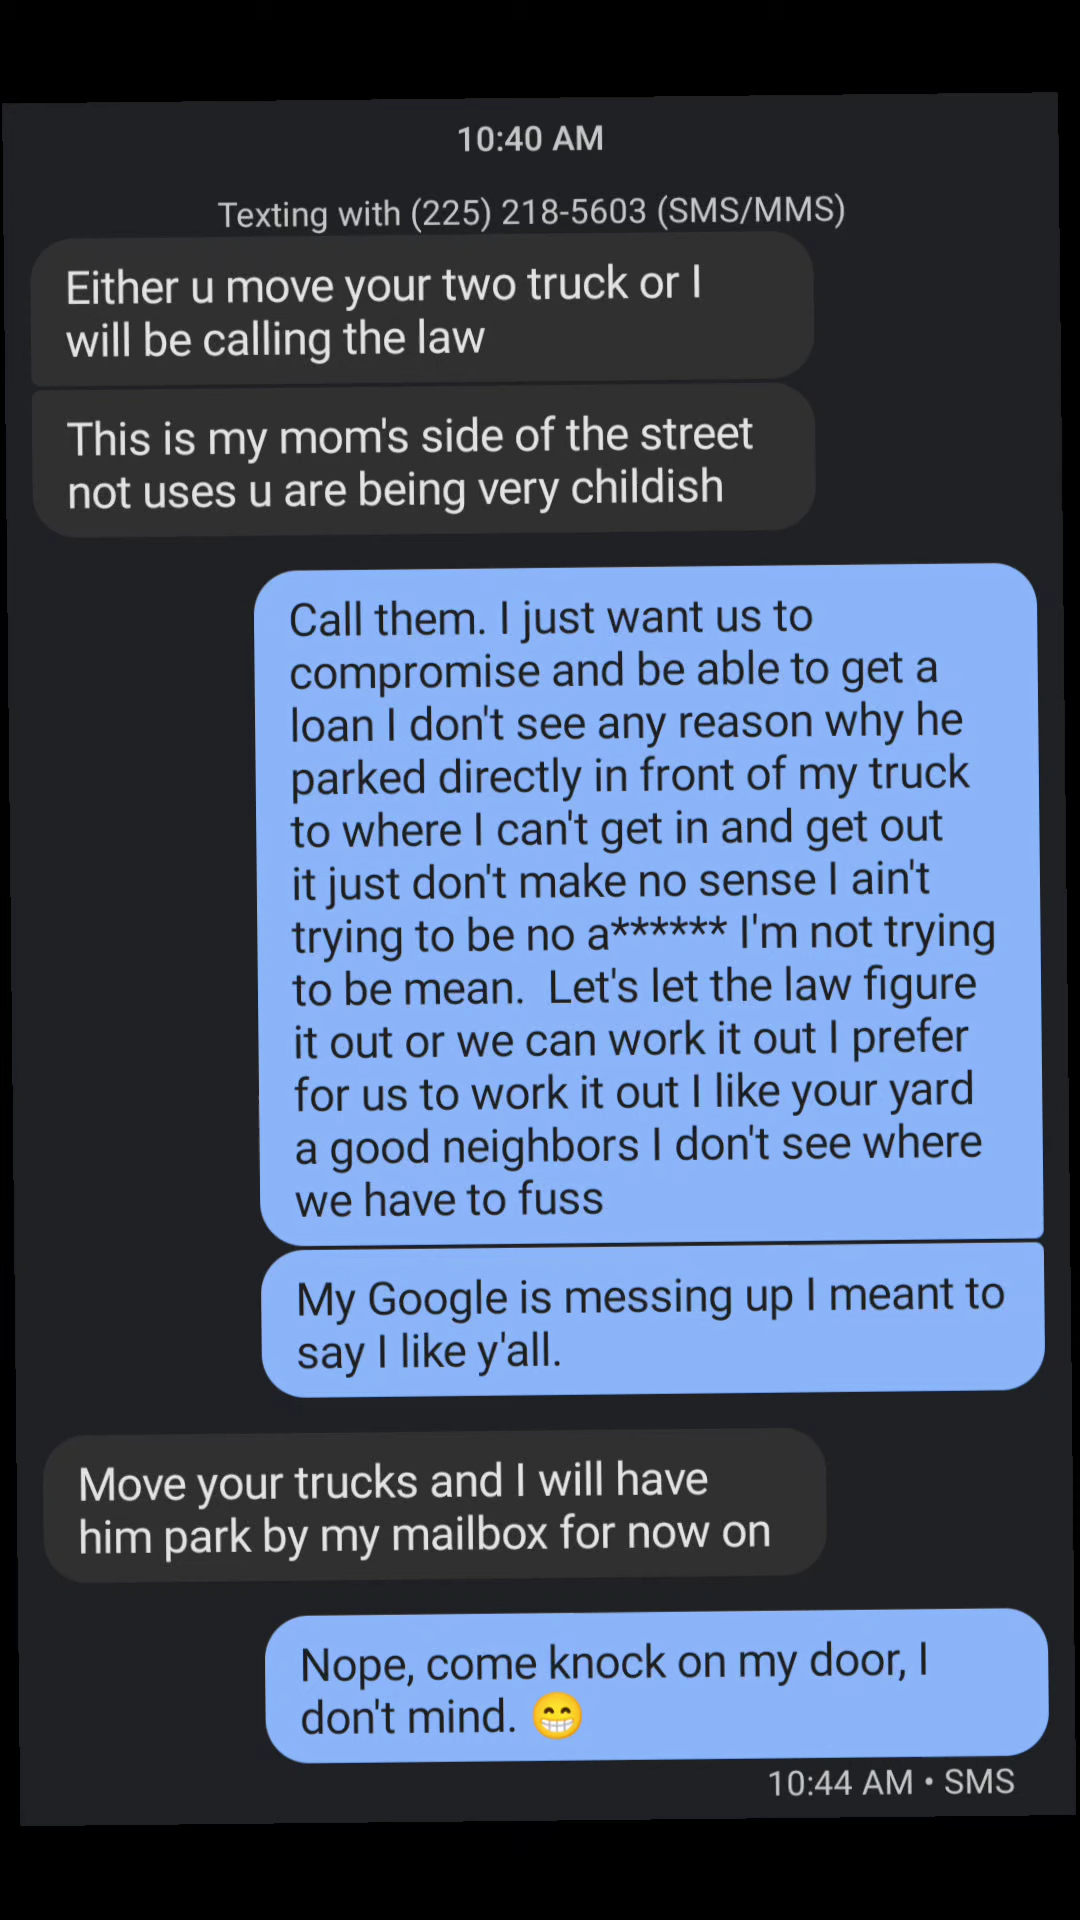 10:40 AM
Texting with (225) 218-5603 (SMS/MMS)
Either u move your two truck or I
will be calling the law
This is my mom's side of the street
not uses u are being very childish
Call them. I just want us to
compromise and be able to get a
loan I don't see any reason why he
parked directly in front of my truck
to where I can't get in and get out
it just don't make no sense I ain't
trying to be no a****** I'm not trying
to be mean.  Let's let the law figure
it out or we can work it out I prefer
for us to work it out I like your yard
a good neighbors I don't see where
we have to fuss
My Google is messing up I meant to
say I like y'all.
Move your trucks and I will have
him park by my mailbox for now on
Nope, come knock on my door, I
don't mind. 😁
10:44 AM • SMS